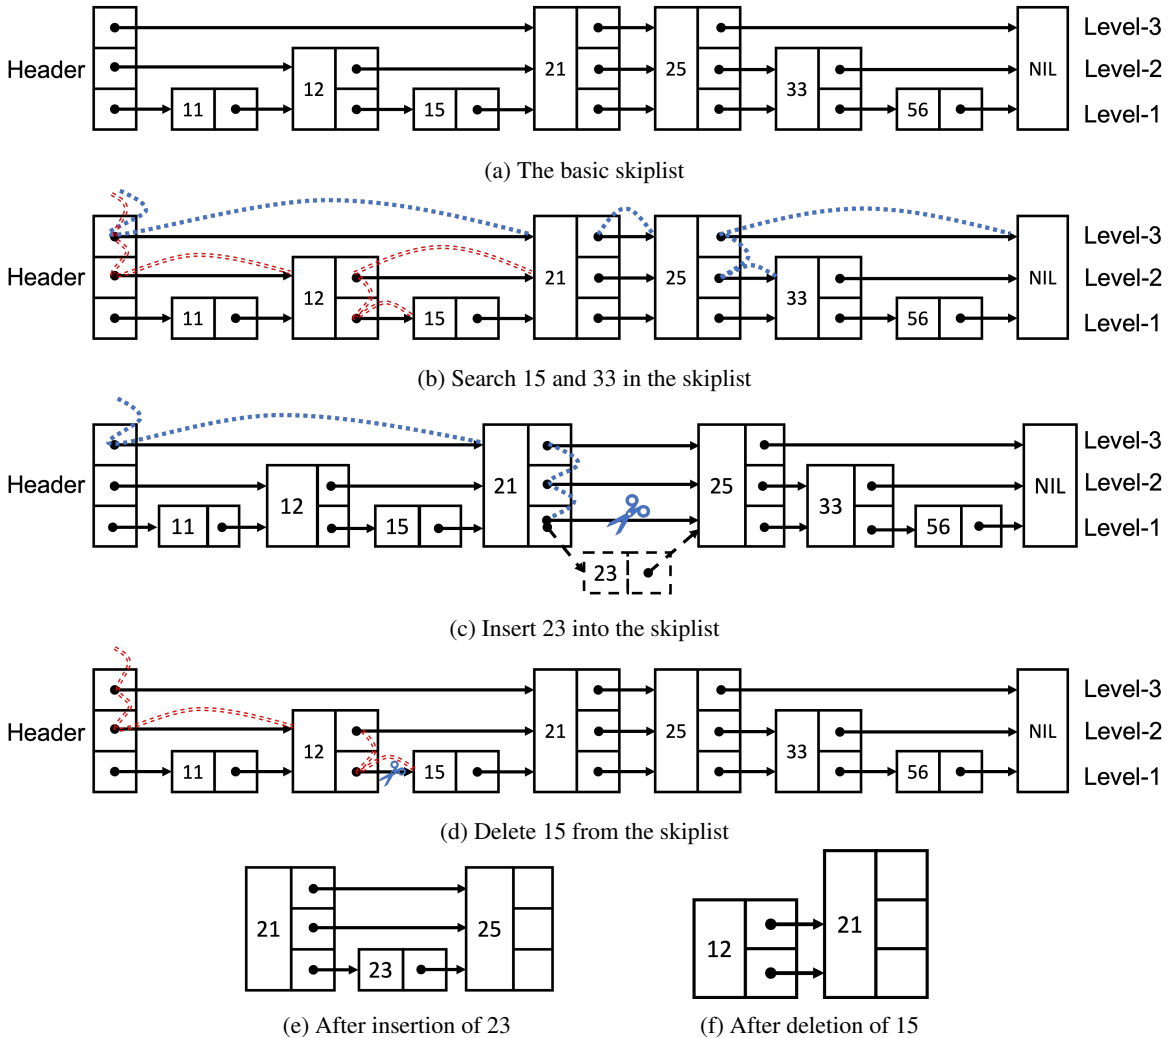 Level-3
Header 12 21 25 33 NIL Level-2
11 15 56 Level-1
(a) The basic skiplist
Level-3
Header 12 21 25 33 NIL Level-2
11 15 56 Level-1
(b) Search 15 and 33 in the skiplist
Level-3
Header 12 21 25 33 NIL Level-2
11 15 56 Level-1
23
(c) Insert 23 into the skiplist
Level-3
Header 12 21 25 33 NIL Level-2
11 15 56 Level-1
(d) Delete 15 from the skiplist
21 25
23
(e) After insertion of 23
12 21
(f) After deletion of 15